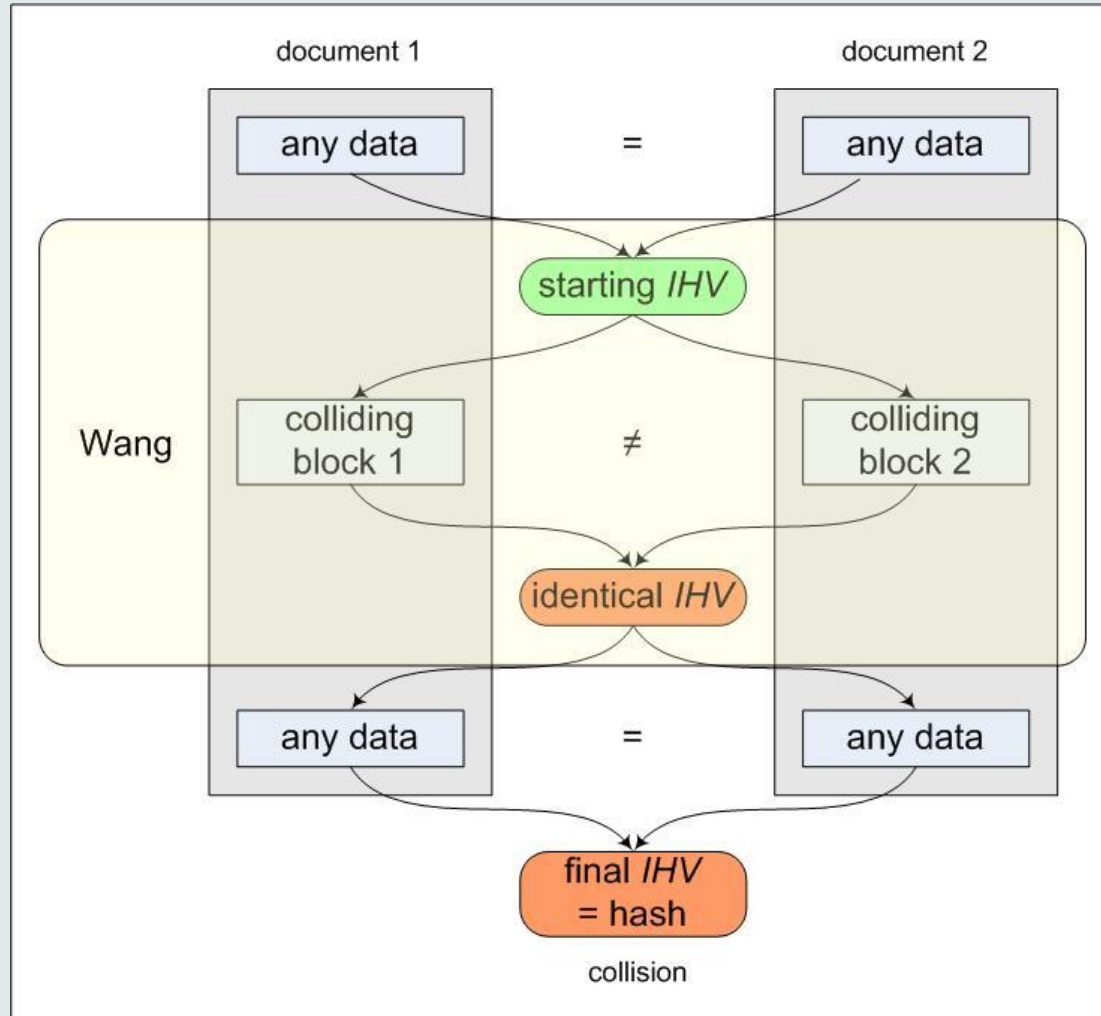 document 1
document 2
any data
=
any data
starting IHV
Wang
colliding
block 1
≠
colliding
block 2
identical IHV
any data
=
any data
final IHV
= hash
collision